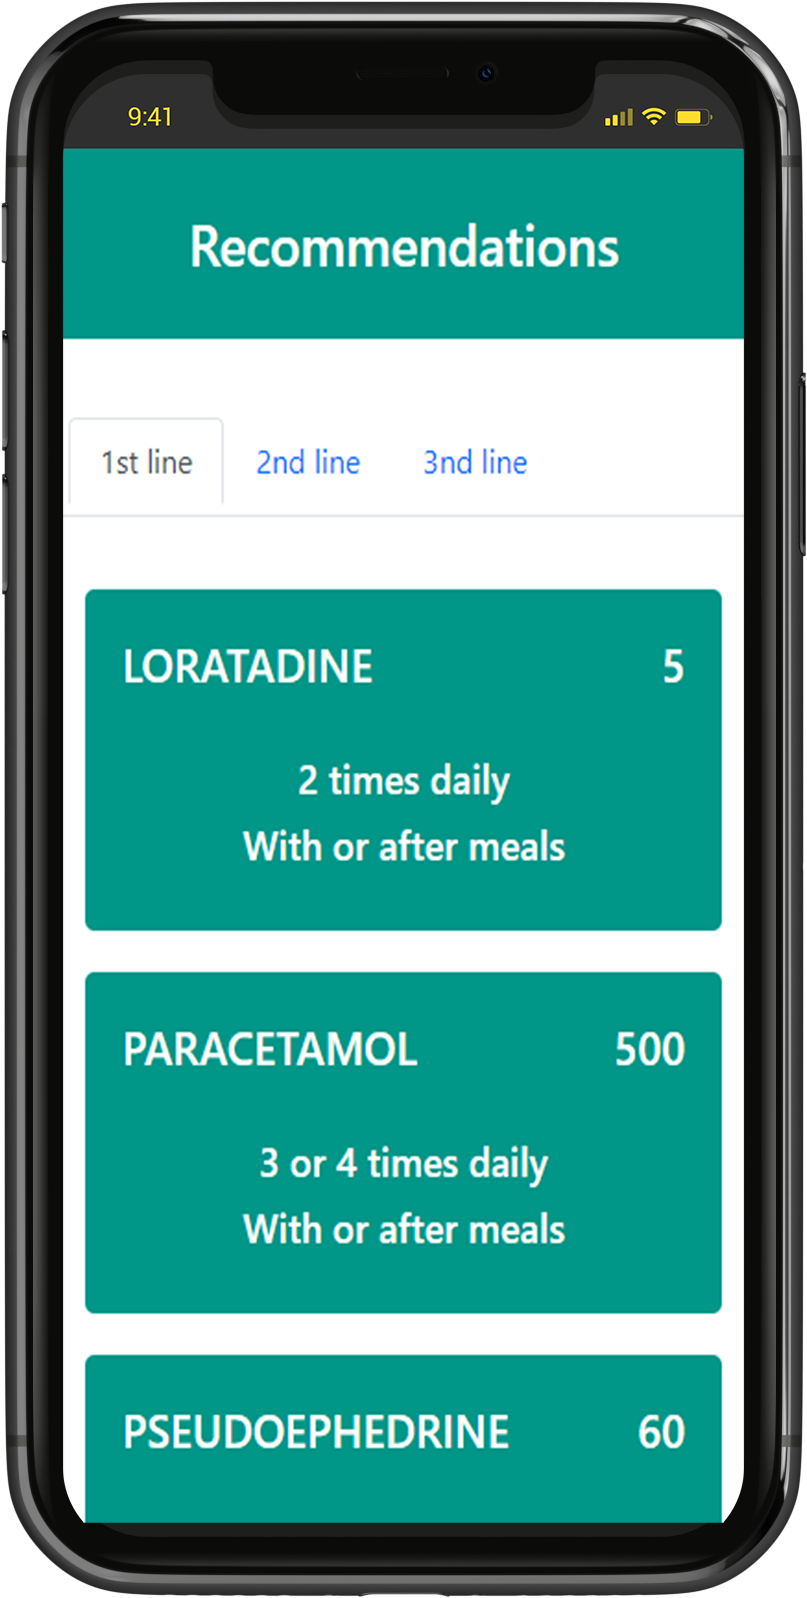 9:41
Recommendations
1st line 2nd line 3nd line
LORATADINE 5
2 times daily
With or after meals
PARACETAMOL 500
3 or 4 times daily
With or after meals
PSEUDOEPHEDRINE 60